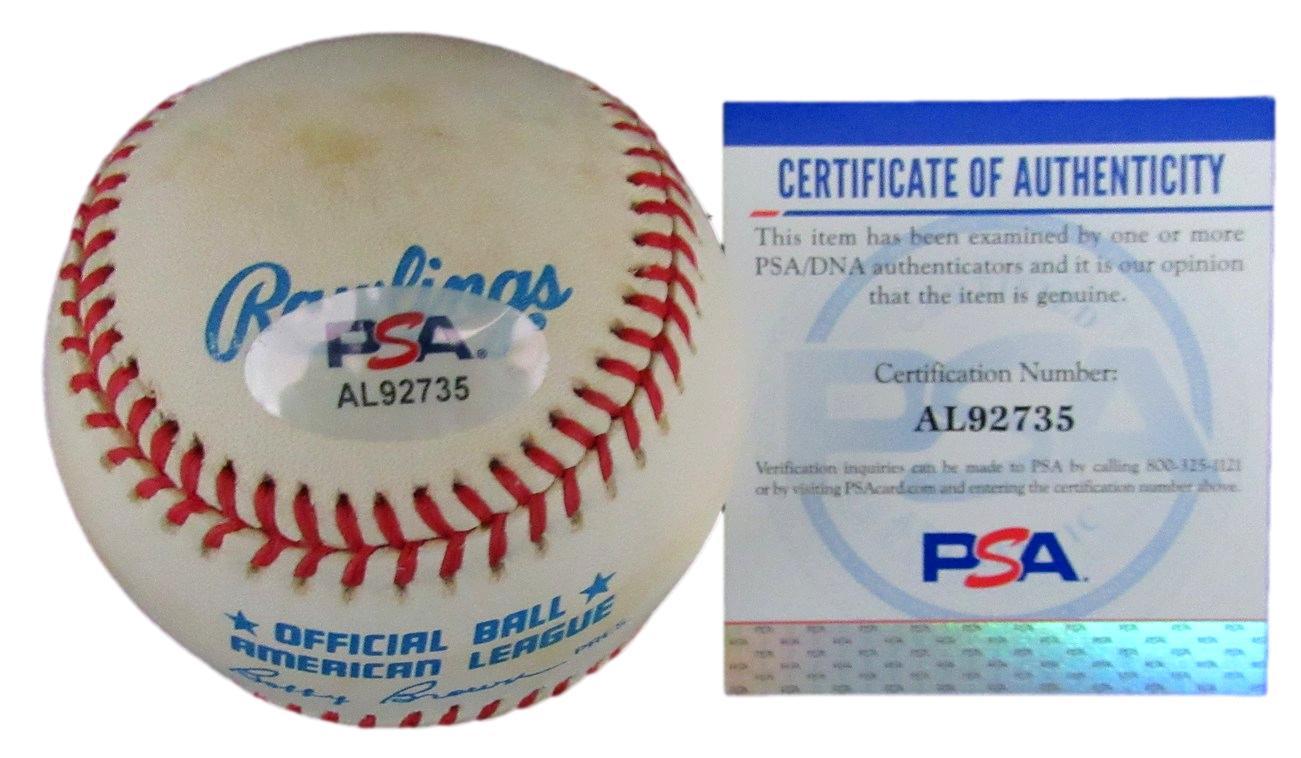 Rawlings
PSA
AL92735
★ OFFICIAL BALL ★
AMERICAN LEAGUE
Bobby Brown PRES.
CERTIFICATE OF AUTHENTICITY
This item has been examined by one or more
PSA/DNA authenticators and it is our opinion
that the item is genuine.
Certification Number:
AL92735
Verification inquiries can be made to PSA by calling 800-325-1121
or by visiting PSAcard.com and entering the certification number above.
PSA